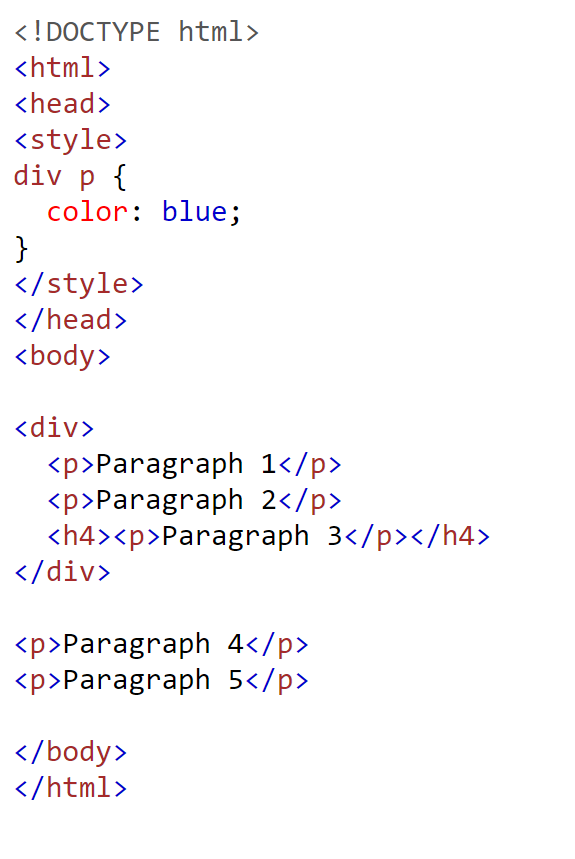 <!DOCTYPE html>
<html>
<head>
<style>
div p {
  color: blue;
}
</style>
</head>
<body>

<div>
  <p>Paragraph 1</p>
  <p>Paragraph 2</p>
  <h4><p>Paragraph 3</p></h4>
</div>

<p>Paragraph 4</p>
<p>Paragraph 5</p>

</body>
</html>